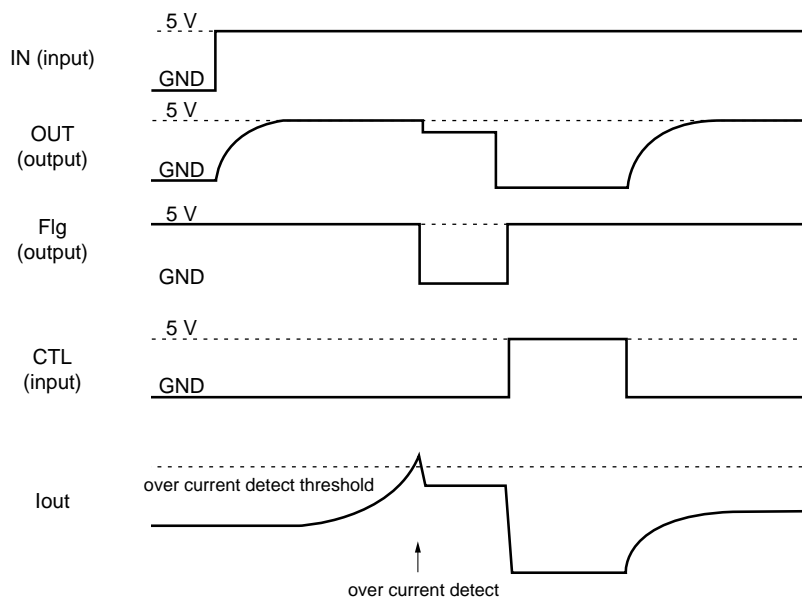 5 V
IN (input)
GND
5 V
OUT
(output)
GND
5 V
Flg
(output)
GND
5 V
CTL
(input)
GND
over current detect threshold
Iout
over current detect